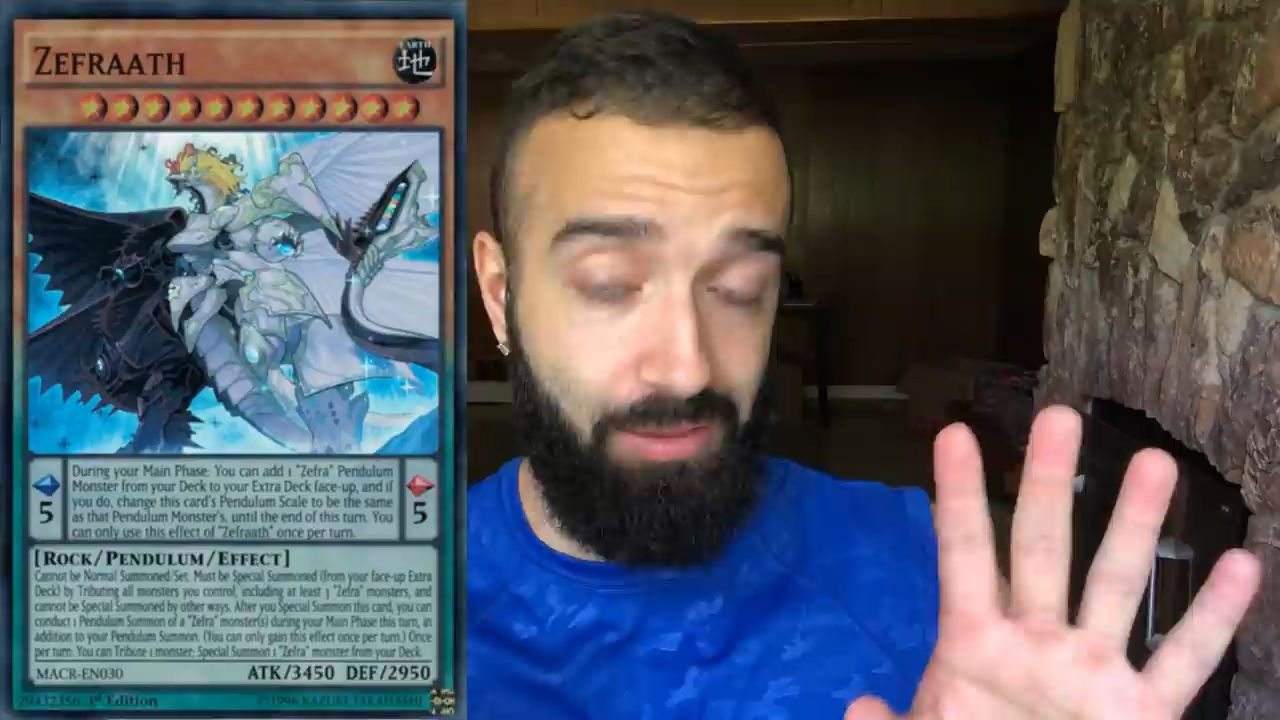 ZEFRAATH
EARTH
地
During your Main Phase: You can add 1 "Zefra" Pendulum
Monster from your Deck to your Extra Deck face-up, and if
you do, change this card's Pendulum Scale to be the same
as that Pendulum Monster's, until the end of this turn. You
can only use this effect of "Zefraath" once per turn.
5
5
[ROCK/PENDULUM/EFFECT]
Cannot be Normal Summoned/Set. Must be Special Summoned (from your face-up Extra
Deck) by Tributing all monsters you control, including at least 3 "Zefra" monsters, and
cannot be Special Summoned by other ways. After you Special Summon this card, you can
conduct 1 Pendulum Summon of a "Zefra" monster(s) during your Main Phase this turn, in
addition to your Pendulum Summon. (You can only gain this effect once per turn.) Once
per turn: You can Tribute 1 monster; Special Summon 1 "Zefra" monster from your Deck.
MACR-EN030
ATK/3450 DEF/2950
29432356 1st Edition
©1996 KAZUKI TAKAHASHI